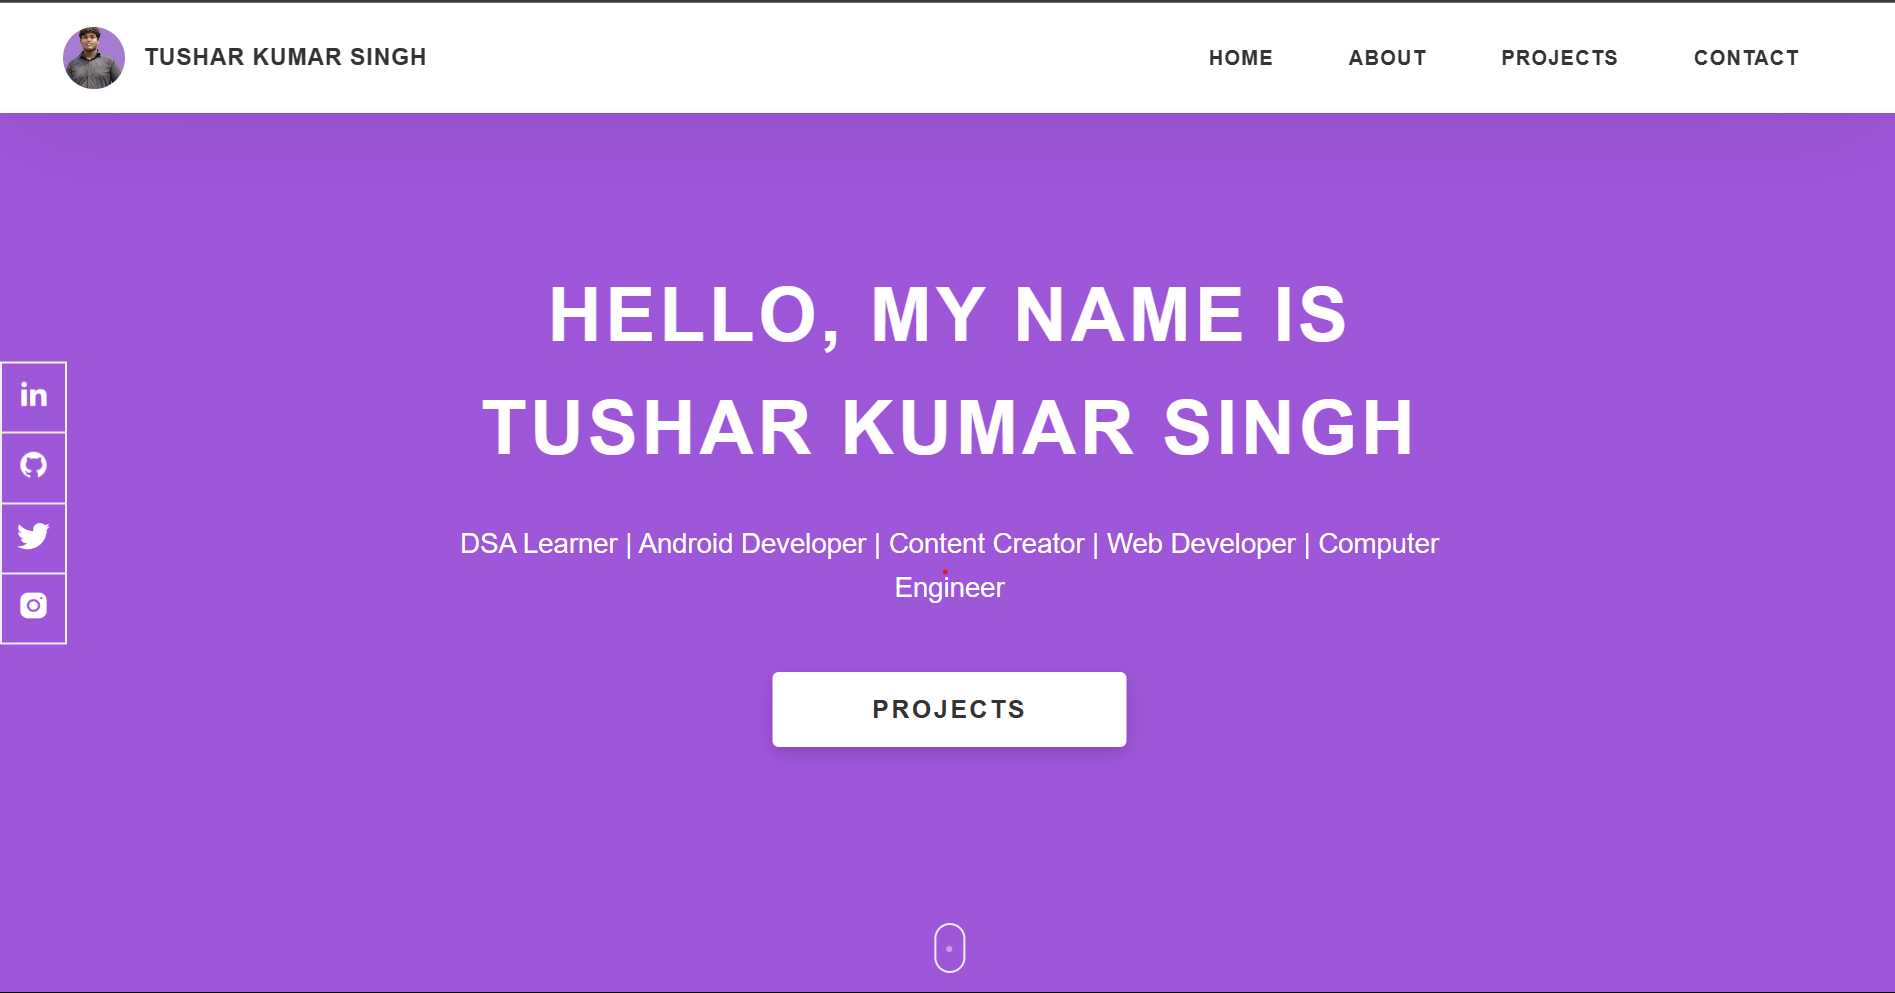 TUSHAR KUMAR SINGH
HOME
ABOUT
PROJECTS
CONTACT
HELLO, MY NAME IS
TUSHAR KUMAR SINGH
in
DSA Learner | Android Developer | Content Creator | Web Developer | Computer
Engineer
PROJECTS